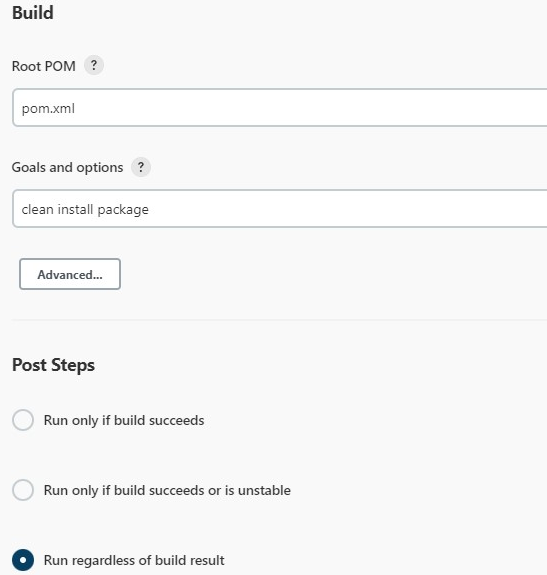 Build
Root POM ?
pom.xml
Goals and options ?
clean install package
Advanced...
Post Steps
Run only if build succeeds
Run only if build succeeds or is unstable
Run regardless of build result